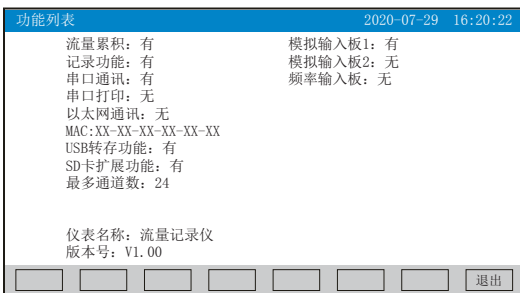 功能列表 2020-07-29 16:20:22
流量累积：有 模拟输入板1：有
记录功能：有 模拟输入板2：无
串口通讯：有 频率输入板：无
串口打印：无
以太网通讯：无
MAC:XX-XX-XX-XX-XX-XX
USB转存功能：有
SD卡扩展功能：有
最多通道数：24
仪表名称：流量记录仪
版本号：V1.00
退出